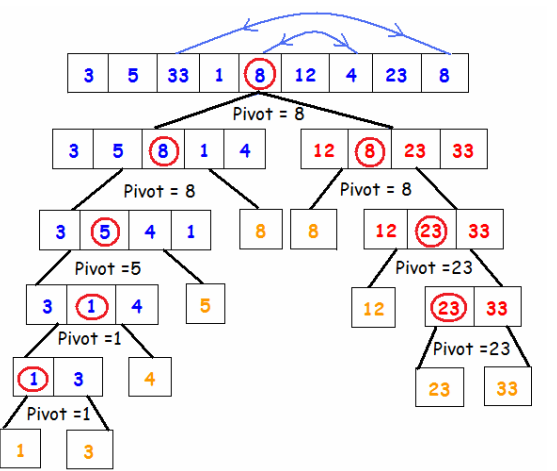 3 5 33 1 8 12 4 23 8
Pivot = 8
3 5 8 1 4 12 8 23 33
Pivot = 8 Pivot = 8
3 5 4 1 8 8 12 23 33
Pivot =5 Pivot =23
3 1 4 5 12 23 33
Pivot =1 Pivot =23
1 3 4 23 33
Pivot =1
1 3